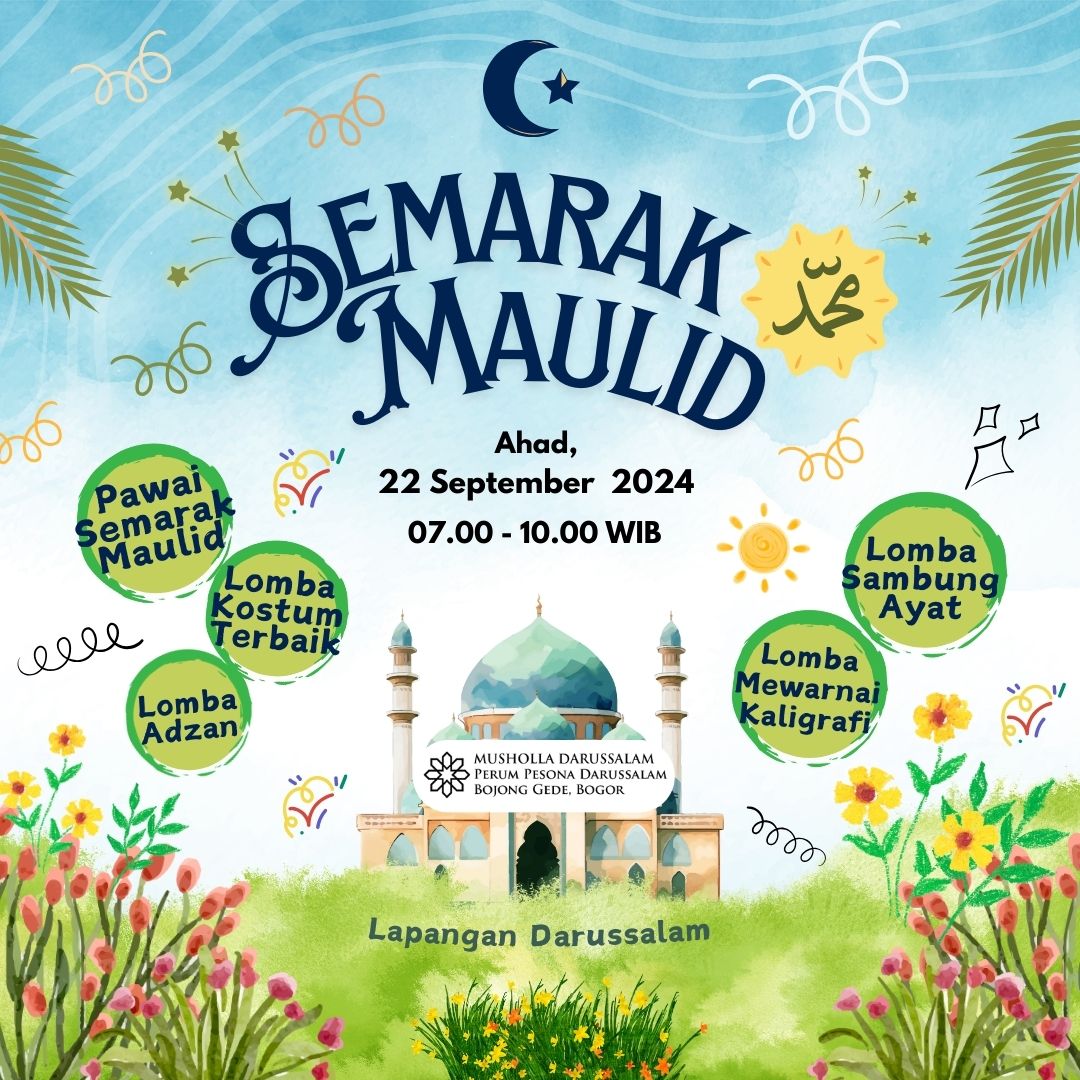 SEMARAK
MAULID
محمد
Ahad,
22 September 2024
07.00 - 10.00 WIB
Pawai
Semarak
Maulid
Lomba
Kostum
Terbaik
Lomba
Adzan
Lomba
Sambung
Ayat
Lomba
Mewarnai
Kaligrafi
MUSHOLLA DARUSSALAM
PERUM PESONA DARUSSALAM
BOJONG GEDE, BOGOR
Lapangan Darussalam